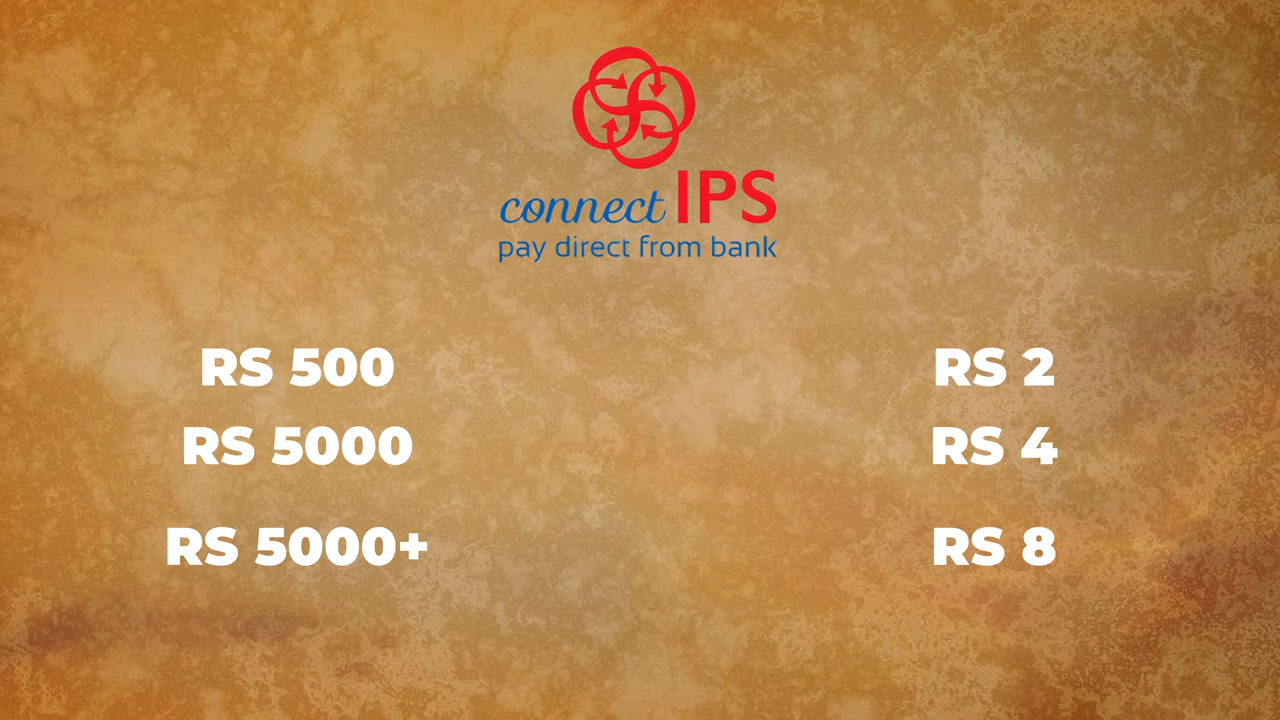 connect IPS
pay direct from bank
RS 500 RS 2
RS 5000 RS 4
RS 5000+ RS 8